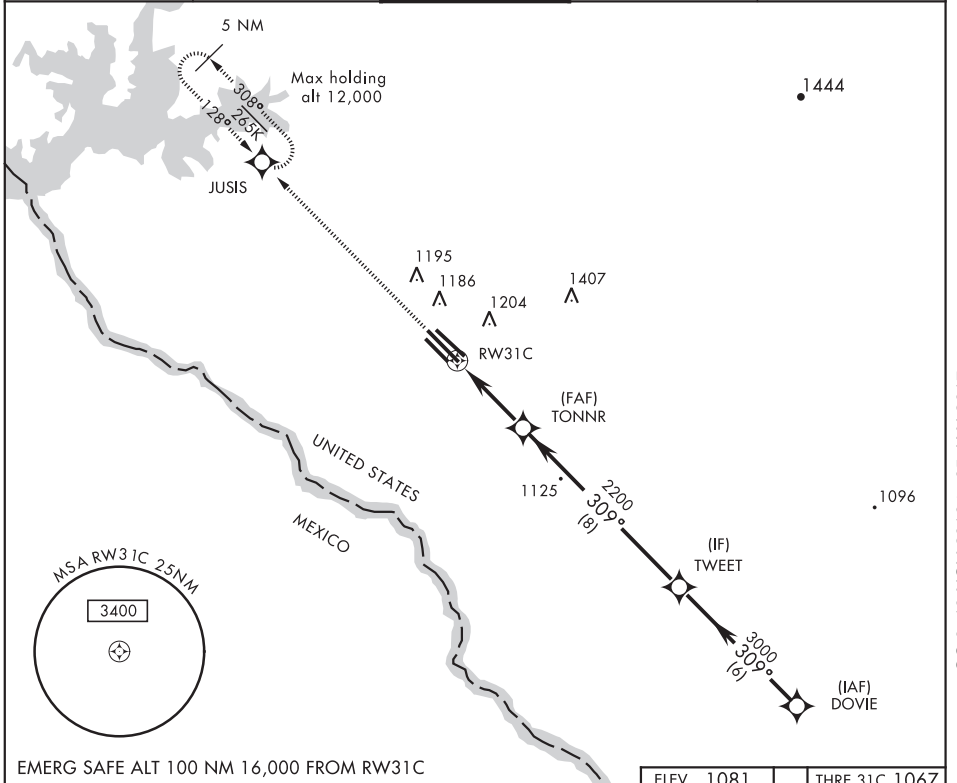 5 NM
Max holding
alt 12,000
1444
308°
265K
128°
JUSIS
1195
1186
1407
1204
RW31C
(FAF)
TONNR
UNITED STATES
MEXICO
1125
2200
309°
(8)
1096
(IF)
TWEET
MSA RW31C 25NM
3400
3000
309°
(6)
(IAF)
DOVIE
EMERG SAFE ALT 100 NM 16,000 FROM RW31C
ELEV 1081
THRE 31C 1067